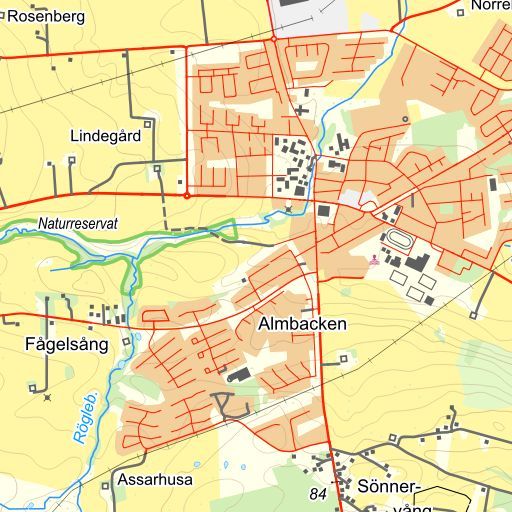 Rosenberg
Norre
Lindegård
Naturreservat
Almbacken
Fågelsång
Rögleb.
Assarhusa
84
Sönner-
vång